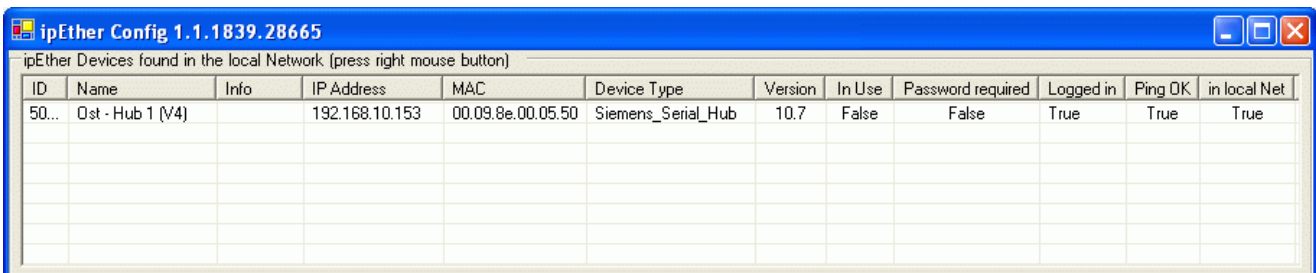 ipEther Config 1.1.1839.28665
ipEther Devices found in the local Network (press right mouse button)
ID Name Info IP Address MAC Device Type Version In Use Password required Logged in Ping OK in local Net
50... Ost - Hub 1 (V4) 192.168.10.153 00.09.8e.00.05.50 Siemens_Serial_Hub 10.7 False False True True True